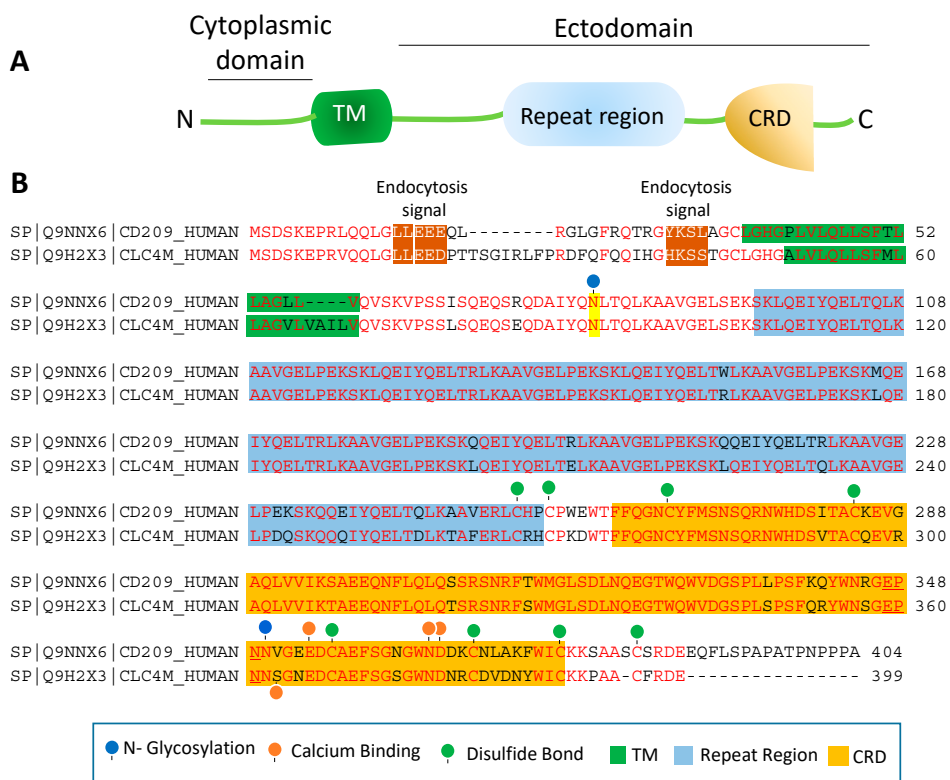 Cytoplasmic
domain
Ectodomain
A
N
TM
Repeat region
CRD
C
B
Endocytosis
signal
Endocytosis
signal
SP|Q9NNX6|CD209_HUMAN MSDSKEPRLQQLGLLEEEQL--------RGLGFRQTRGYKSLAGCLGHGPLVLQLLSFTL 52
SP|Q9H2X3|CLC4M_HUMAN MSDSKEPRVQQLGLLEEDPTTSGIRLFPRDFQFQQIHGHKSSTGCLGHGALVLQLLSFML 60
SP|Q9NNX6|CD209_HUMAN LAGLL----VQVSKVPSSISQEQSRQDAIYQNLTQLKAAVGELSEKSKLQEIYQELTQLK 108
SP|Q9H2X3|CLC4M_HUMAN LAGVLVAILVQVSKVPSSLSQEQSEQDAIYQNLTQLKAAVGELSEKSKLQEIYQELTQLK 120
SP|Q9NNX6|CD209_HUMAN AAVGELPEKSKLQEIYQELTRLKAAVGELPEKSKLQEIYQELTWLKAAVGELPEKSKMQE 168
SP|Q9H2X3|CLC4M_HUMAN AAVGELPEKSKLQEIYQELTRLKAAVGELPEKSKLQEIYQELTRLKAAVGELPEKSKLQE 180
SP|Q9NNX6|CD209_HUMAN IYQELTRLKAAVGELPEKSKQQEIYQELTRLKAAVGELPEKSKQQEIYQELTRLKAAVGE 228
SP|Q9H2X3|CLC4M_HUMAN IYQELTRLKAAVGELPEKSKLQEIYQELTELKAAVGELPEKSKLQEIYQELTQLKAAVGE 240
SP|Q9NNX6|CD209_HUMAN LPEKSKQQEIYQELTQLKAAVERLCHPCPWEWTFFQGNCYFMSNSQRNWHDSITACKEVG 288
SP|Q9H2X3|CLC4M_HUMAN LPDQSKQQQIYQELTDLKTAFERLCRHCPKDWTFFQGNCYFMSNSQRNWHDSVTACQEVR 300
SP|Q9NNX6|CD209_HUMAN AQLVVIKSAEEQNFLQLQSSRSNRFTWMGLSDLNQEGTWQWVDGSPLLPSFKQYWNRGEP 348
SP|Q9H2X3|CLC4M_HUMAN AQLVVIKTAEEQNFLQLQTSRSNRFSWMGLSDLNQEGTWQWVDGSPLSPSFQRYWNSGEP 360
SP|Q9NNX6|CD209_HUMAN NNVGEEDCAEFSGNGWNDDKCNLAKFWICKKSAASCSRDEEQFLSPAPATPNPPPA 404
SP|Q9H2X3|CLC4M_HUMAN NNSGNEDCAEFSGSGWNDNRCDVDNYWICKKPAA-CFRDE---------------- 399
N- Glycosylation Calcium Binding Disulfide Bond TM Repeat Region CRD